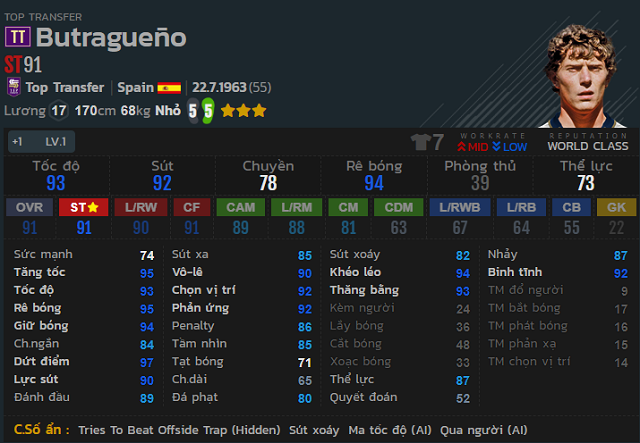 TOP TRANSFER
TT Butragueño
ST 91
Top Transfer Spain 22.7.1963 (55)
Lương 17 170cm 68kg Nhỏ 5 5
+1 LV.1
7
WORKRATE
MID LOW
REPUTATION
WORLD CLASS
Tốc độ Sút Chuyền Rê bóng Phòng thủ Thể lực
93 92 78 94 39 73
OVR ST L/RW CF CAM L/RM CM CDM L/RWB L/RB CB GK
91 91 90 91 89 88 81 63 67 64 55 22
Sức mạnh 74 Sút xa 85 Sút xoáy 82 Nhảy 87
Tăng tốc 95 Vô-lê 90 Khéo léo 94 Bình tĩnh 92
Tốc độ 93 Chọn vị trí 92 Thăng bằng 93 TM đổ người 9
Rê bóng 95 Phản ứng 92 Kèm người 24 TM bắt bóng 17
Giữ bóng 94 Penalty 86 Lấy bóng 36 TM phát bóng 16
Ch.ngắn 84 Tầm nhìn 85 Cắt bóng 48 TM phản xạ 15
Dứt điểm 97 Tạt bóng 71 Xoạc bóng 33 TM chọn vị trí 14
Lực sút 90 Ch.dài 65 Thể lực 87
Đánh đầu 89 Đá phạt 80 Quyết đoán 52
C.Số ẩn : Tries To Beat Offside Trap (Hidden) Sút xoáy Ma tốc độ (AI) Qua người (AI)